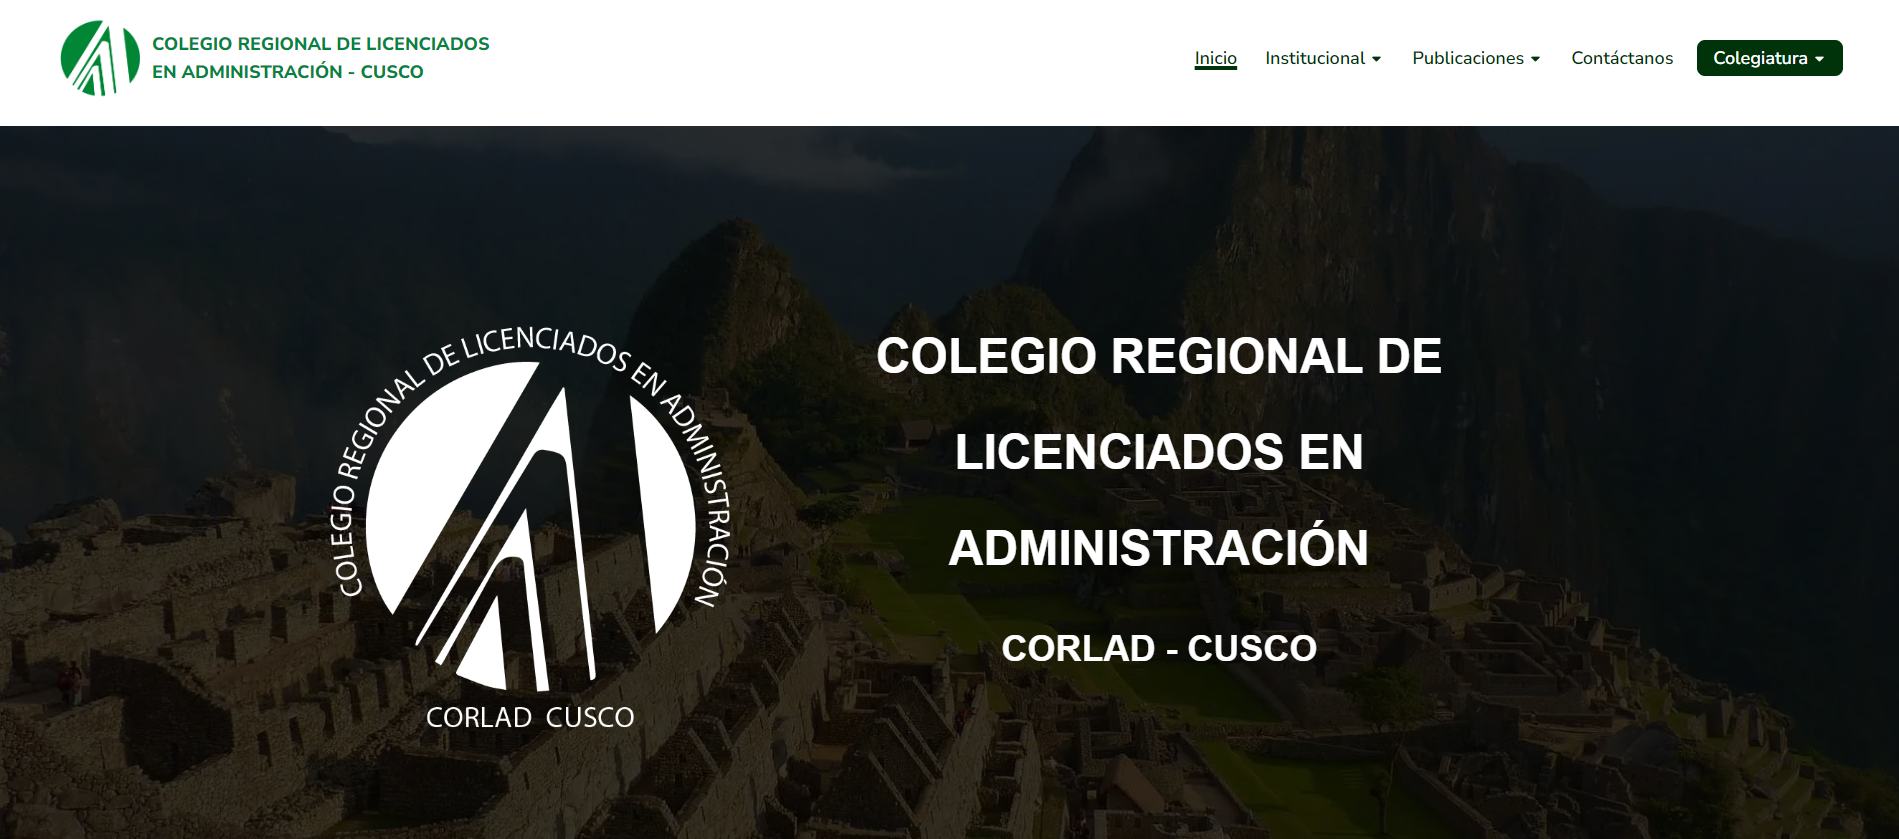 COLEGIO REGIONAL DE LICENCIADOS
EN ADMINISTRACIÓN - CUSCO
Inicio
Institucional
Publicaciones
Contáctanos
Colegiatura
COLEGIO REGIONAL DE LICENCIADOS EN ADMINISTRACIÓN
CORLAD CUSCO
COLEGIO REGIONAL DE
LICENCIADOS EN
ADMINISTRACIÓN
CORLAD - CUSCO